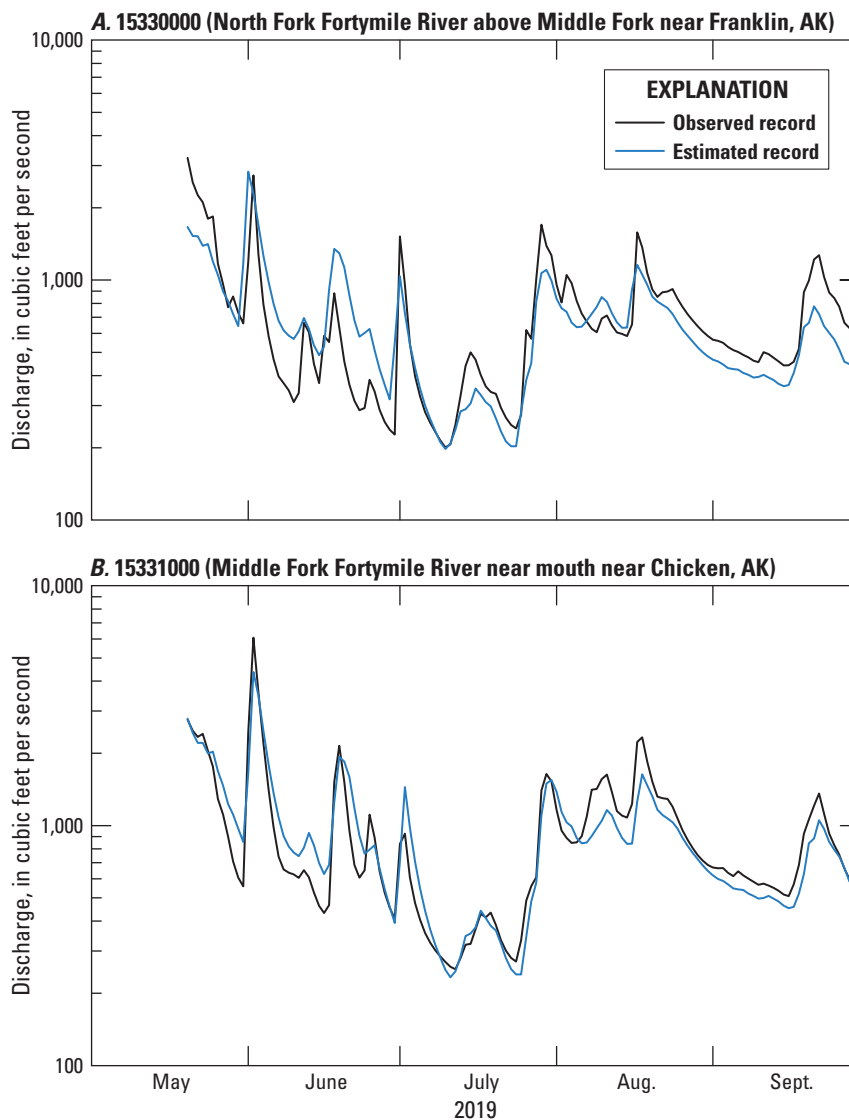 A. 15330000 (North Fork Fortymile River above Middle Fork near Franklin, AK)
10,000
1,000
100
Discharge, in cubic feet per second
EXPLANATION
Observed record
Estimated record
B. 15331000 (Middle Fork Fortymile River near mouth near Chicken, AK)
10,000
1,000
100
Discharge, in cubic feet per second
May June July Aug. Sept.
2019